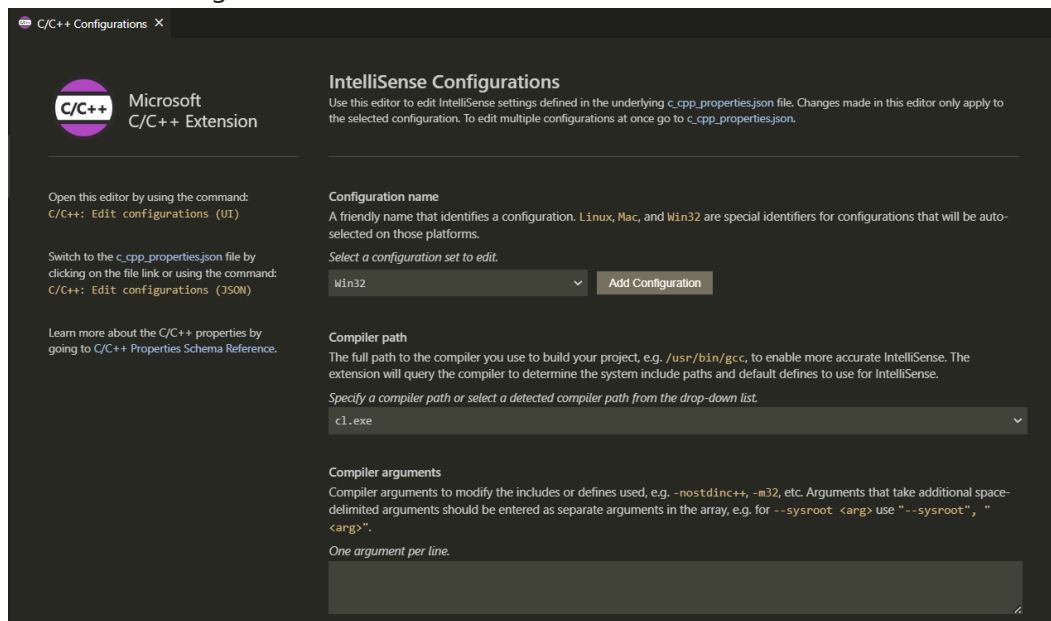 C/C++ Configurations ×
C/C++
Microsoft
C/C++ Extension
Open this editor by using the command:
C/C++: Edit configurations (UI)
Switch to the c_cpp_properties.json file by
clicking on the file link or using the command:
C/C++: Edit configurations (JSON)
Learn more about the C/C++ properties by
going to C/C++ Properties Schema Reference.
IntelliSense Configurations
Use this editor to edit IntelliSense settings defined in the underlying c_cpp_properties.json file. Changes made in this editor only apply to
the selected configuration. To edit multiple configurations at once go to c_cpp_properties.json.
Configuration name
A friendly name that identifies a configuration. Linux, Mac, and Win32 are special identifiers for configurations that will be auto-
selected on those platforms.
Select a configuration set to edit.
Win32
Add Configuration
Compiler path
The full path to the compiler you use to build your project, e.g. /usr/bin/gcc, to enable more accurate IntelliSense. The
extension will query the compiler to determine the system include paths and default defines to use for IntelliSense.
Specify a compiler path or select a detected compiler path from the drop-down list.
cl.exe
Compiler arguments
Compiler arguments to modify the includes or defines used, e.g. -nostdinc++, -m32, etc. Arguments that take additional space-
delimited arguments should be entered as separate arguments in the array, e.g. for --sysroot <arg> use "--sysroot", "
<arg>".
One argument per line.